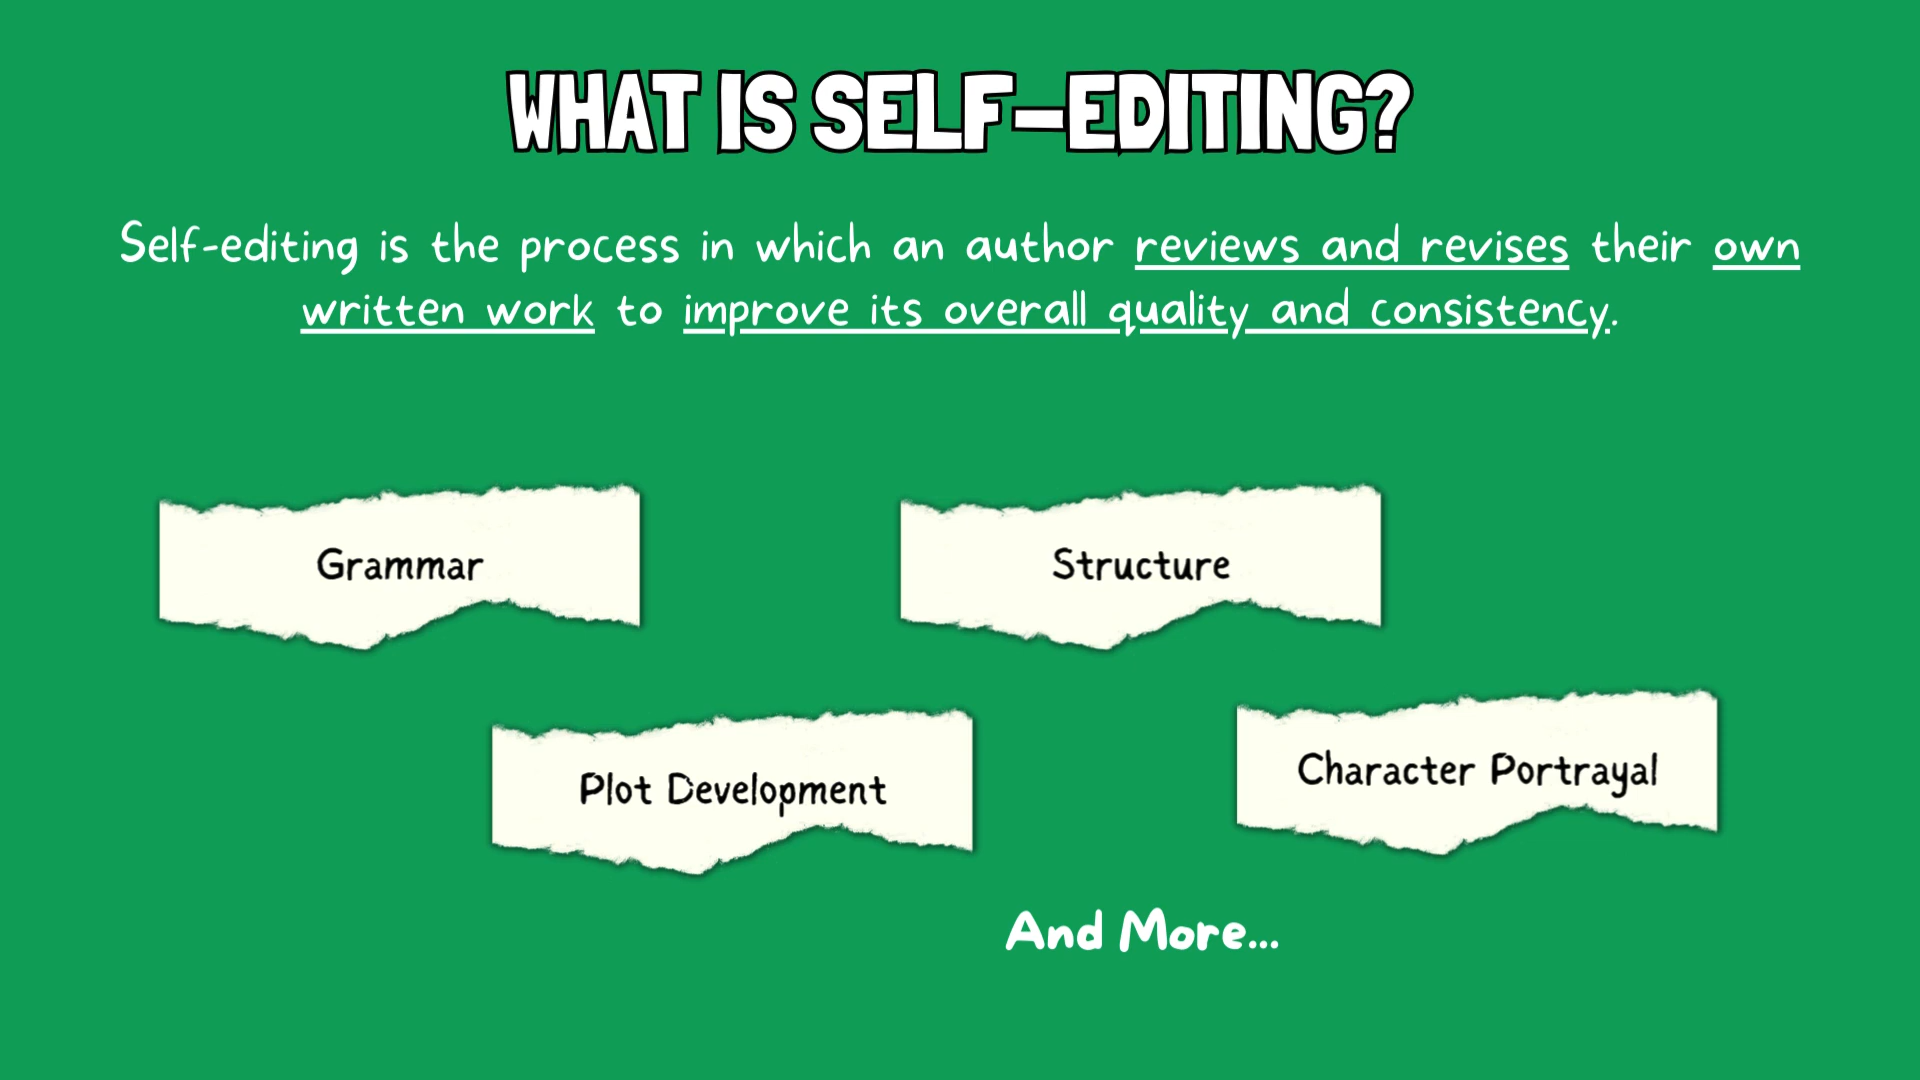 WHAT IS SELF-EDITING?
Self-editing is the process in which an author reviews and revises their own
written work to improve its overall quality and consistency.
Grammar
Structure
Plot Development
Character Portrayal
And More...